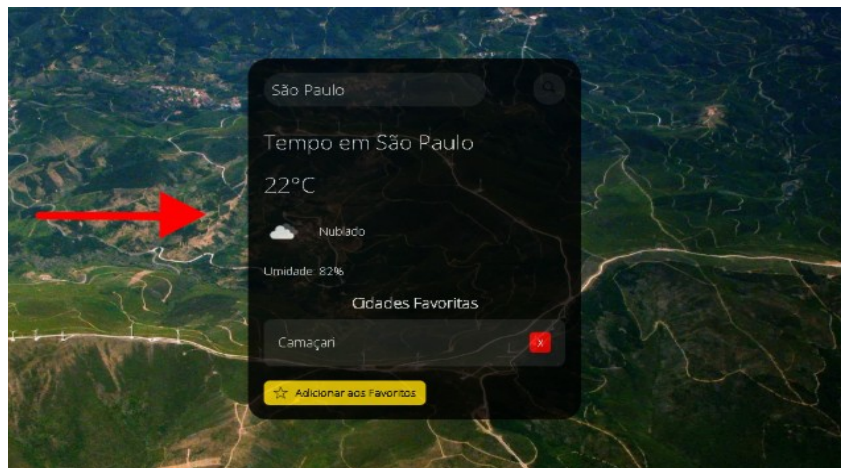 São Paulo
Tempo em São Paulo
22°C
Nublado
Umidade: 82%
Cidades Favoritas
Camaçari
x
Adicionar aos Favoritos